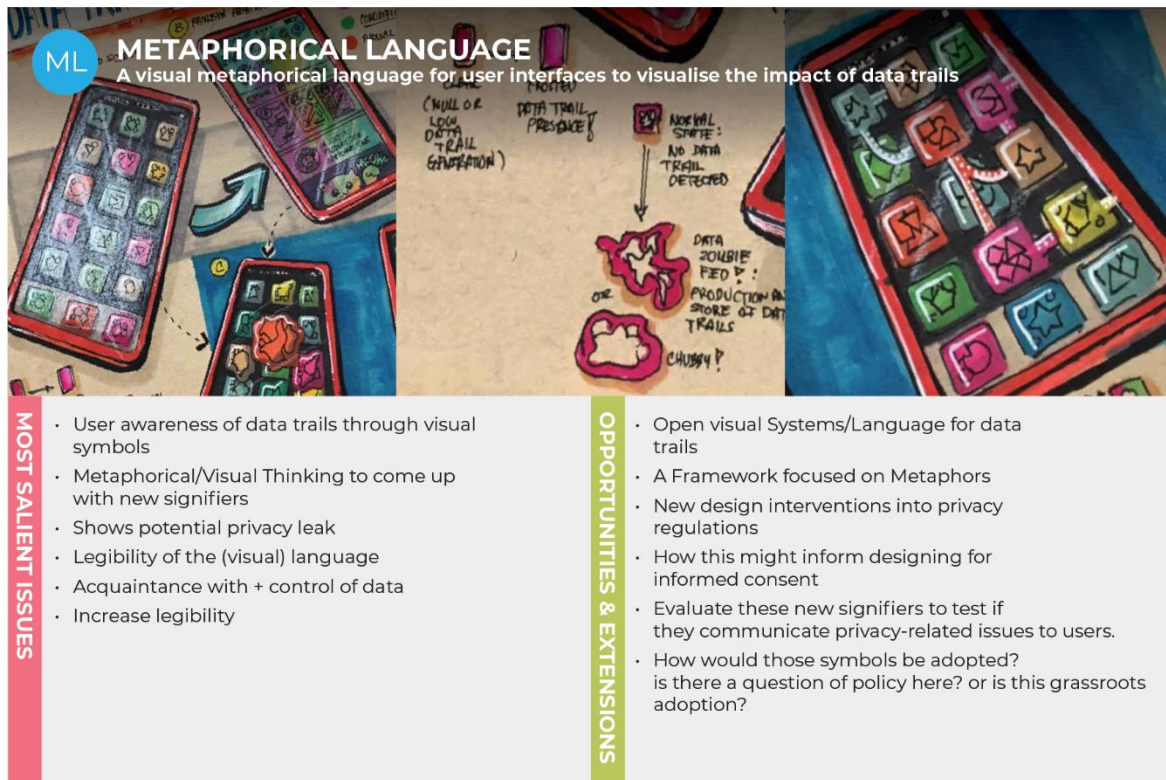 DATA TRA
ML
METAPHORICAL LANGUAGE
A visual metaphorical language for user interfaces to visualise the impact of data trails
FROSTED
(NULL OR
LOW
DATA
TRAIL
GENERATION)
DATA TRAIL
PRESENCE!
NORMAL
STATE:
NO DATA
TRAIL
DETECTED
DATA
ZOMBIE
FED
OR
PRODUCTION AN
STORE OF DAT
TRAILS
CHUBBY!
C
MOST SALIENT ISSUES
• User awareness of data trails through visual
symbols
• Metaphorical/Visual Thinking to come up
with new signifiers
• Shows potential privacy leak
• Legibility of the (visual) language
• Acquaintance with + control of data
• Increase legibility
OPPORTUNITIES & EXTENSIONS
• Open visual Systems/Language for data
trails
• A Framework focused on Metaphors
• New design interventions into privacy
regulations
• How this might inform designing for
informed consent
• Evaluate these new signifiers to test if
they communicate privacy-related issues to users.
• How would those symbols be adopted?
is there a question of policy here? or is this grassroots
adoption?